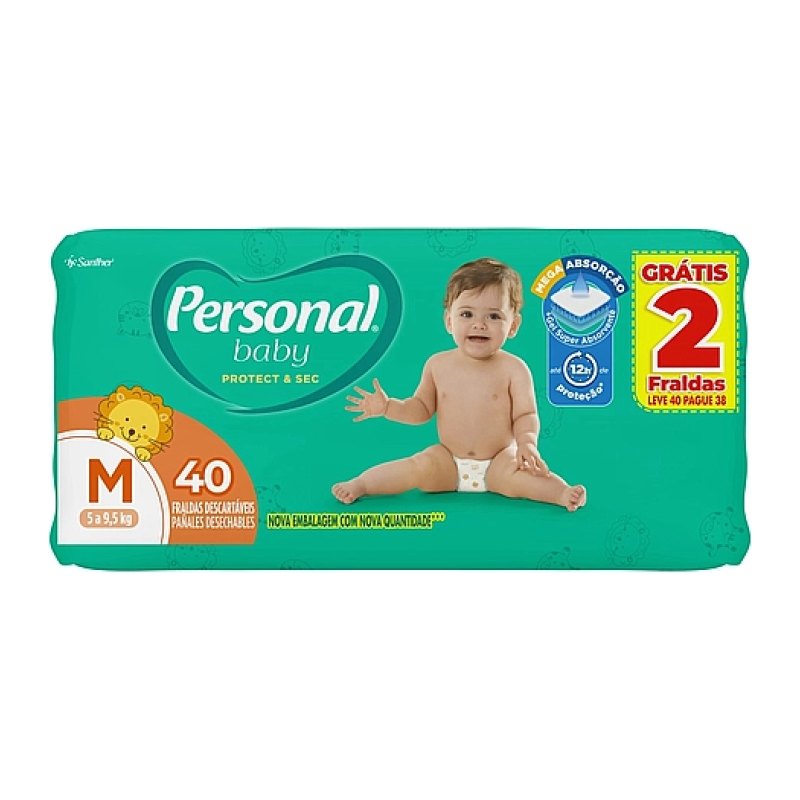 Santher
Personal®
baby
PROTECT & SEC
M
5 a 9,5 kg
40
FRALDAS DESCARTÁVEIS
PAÑALES DESECHABLES
NOVA EMBALAGEM COM NOVA QUANTIDADE***
MEGA ABSORÇÃO
*Gel Super Absorvente
até 12h de
proteção*
GRÁTIS
2
Fraldas
LEVE 40 PAGUE 38